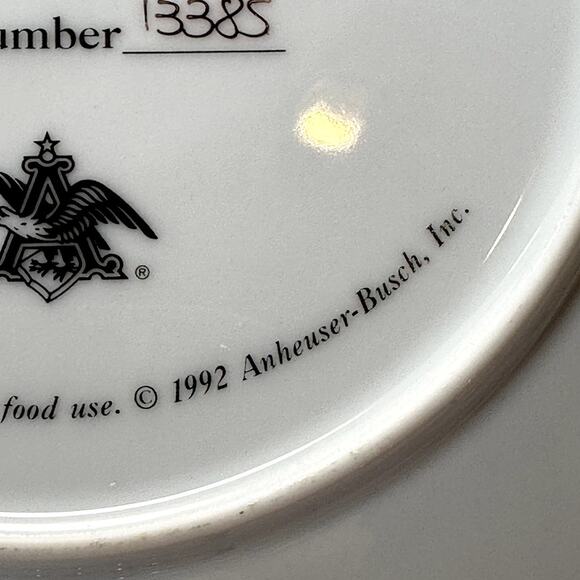 umber 13385
®
food use. © 1992 Anheuser-Busch, Inc.